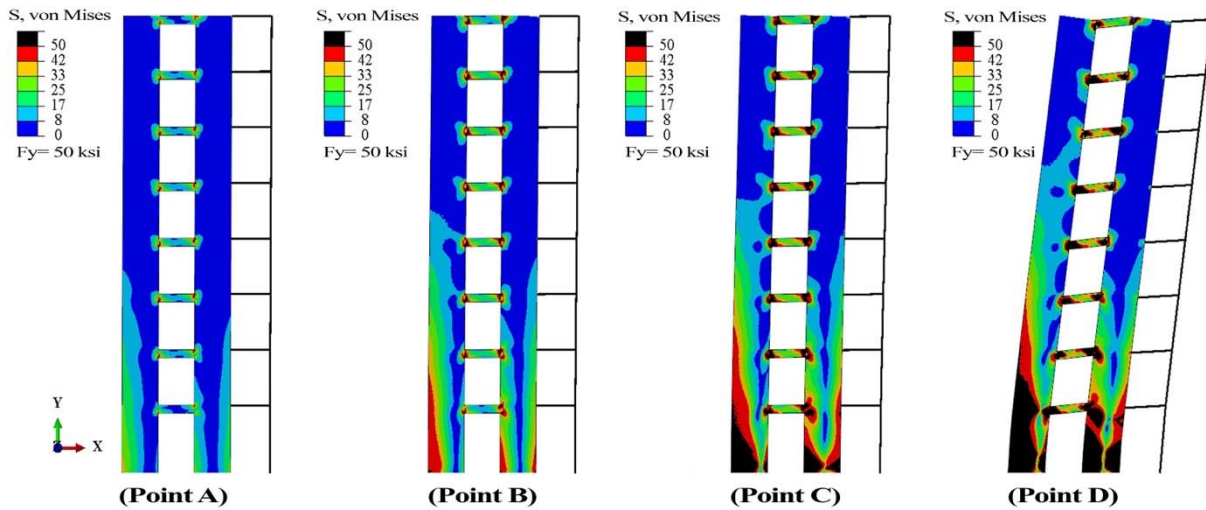 S, von Mises
50
42
33
25
17
8
0
Fy= 50 ksi
Y
X
Z
(Point A)
S, von Mises
50
42
33
25
17
8
0
Fy= 50 ksi
(Point B)
S, von Mises
50
42
33
25
17
8
0
Fy= 50 ksi
(Point C)
S, von Mises
50
42
33
25
17
8
0
Fy= 50 ksi
(Point D)